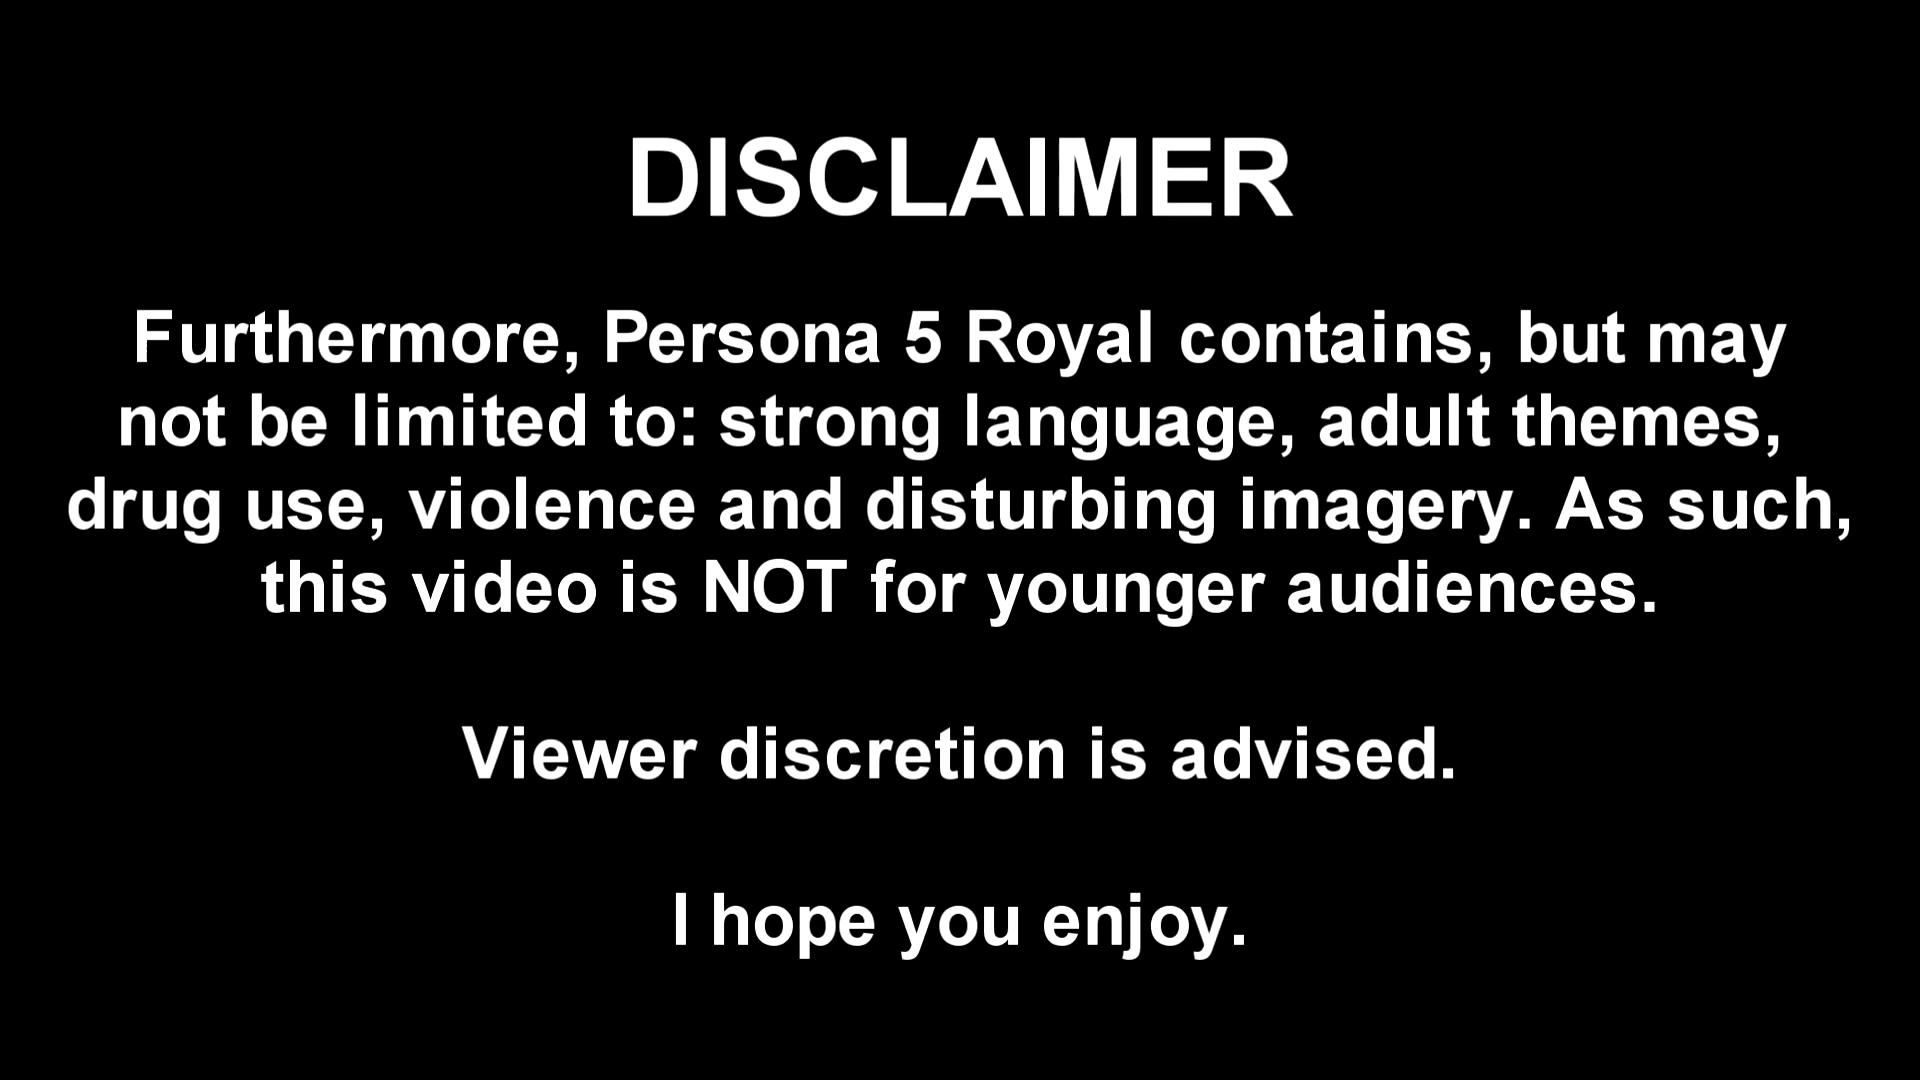 DISCLAIMER
Furthermore, Persona 5 Royal contains, but may
not be limited to: strong language, adult themes,
drug use, violence and disturbing imagery. As such,
this video is NOT for younger audiences.
Viewer discretion is advised.
I hope you enjoy.